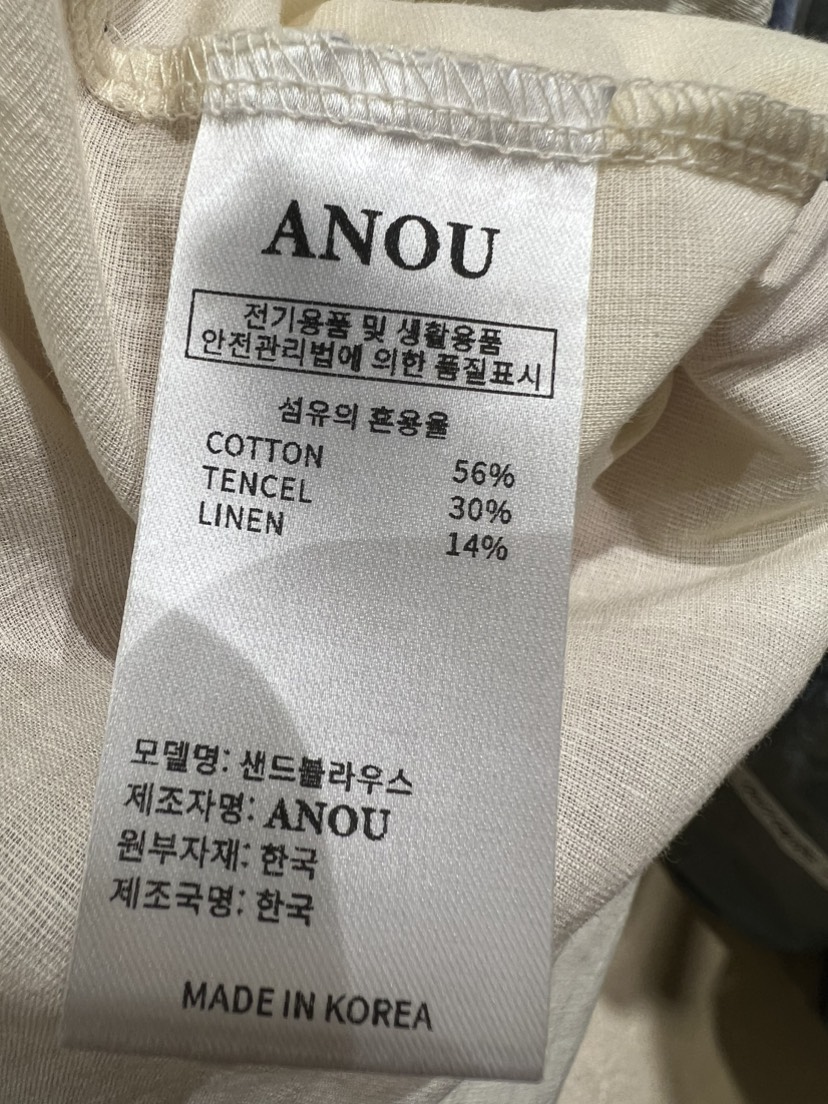 ANOU
전기용품 및 생활용품
안전관리법에 의한 품질표시
섬유의 혼용율
COTTON 56%
TENCEL 30%
LINEN 14%
모델명: 샌드블라우스
제조자명: ANOU
원부자재: 한국
제조국명: 한국
MADE IN KOREA